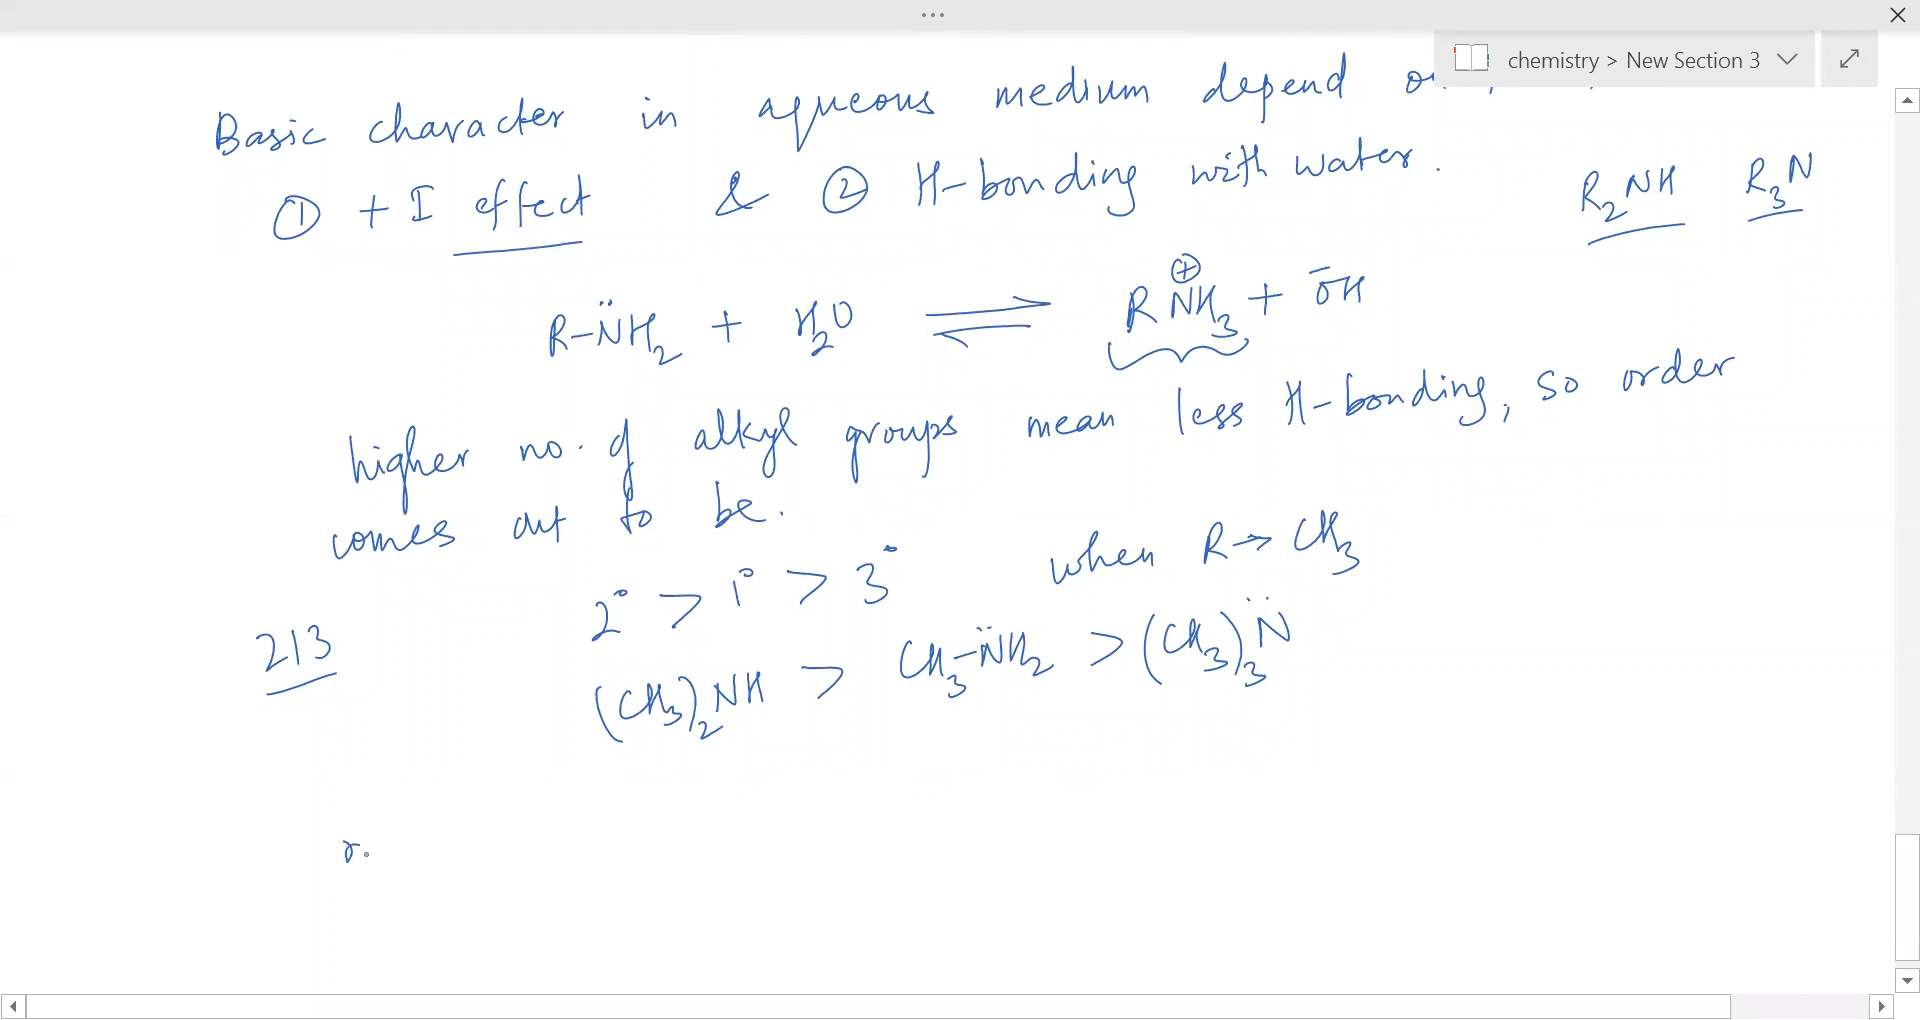 ...
chemistry > New Section 3
Basic character in aqueous medium depend
① + I effect & ② H-bonding with water. R₂NH R₃N
R-N̈H₂ + H₂O ⇌ RN⊕H₃ + ŌH
higher no. of alkyl groups mean less H-bonding, so order
comes out to be.
2° > 1° > 3° when R → CH₃
213 (CH₃)₂NH > CH₃-N̈H₂ > (CH₃)₃N̈